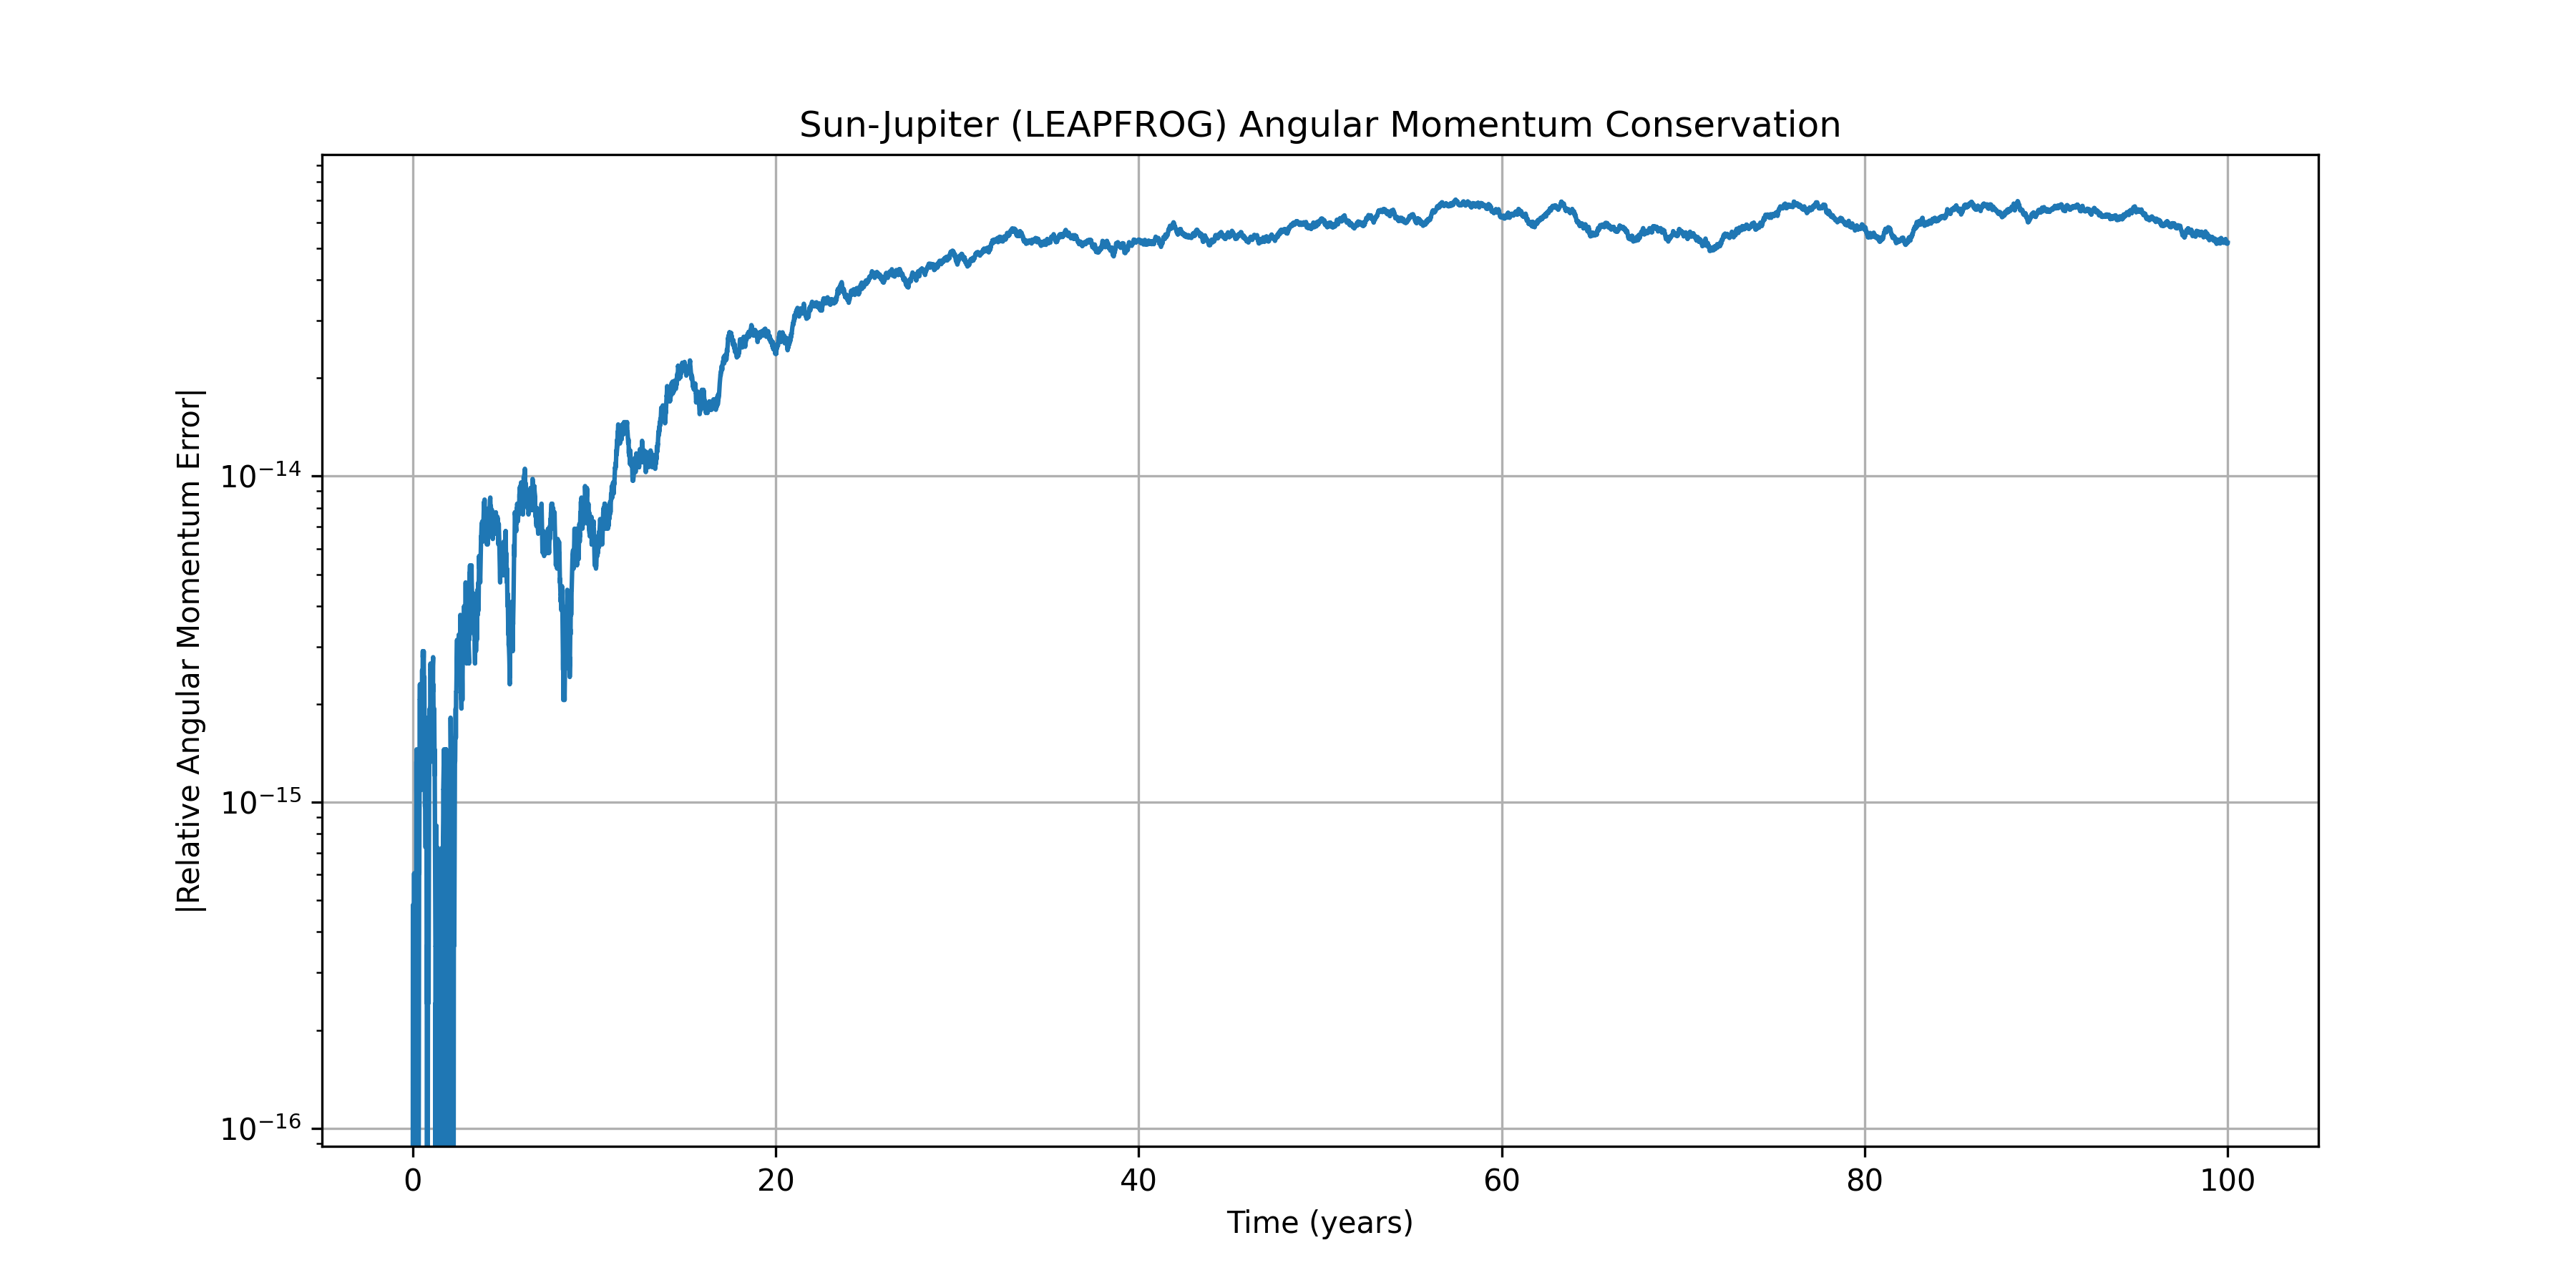 Sun-Jupiter (LEAPFROG) Angular Momentum Conservation
|Relative Angular Momentum Error|
10⁻¹⁴
10⁻¹⁵
10⁻¹⁶
0 20 40 60 80 100
Time (years)